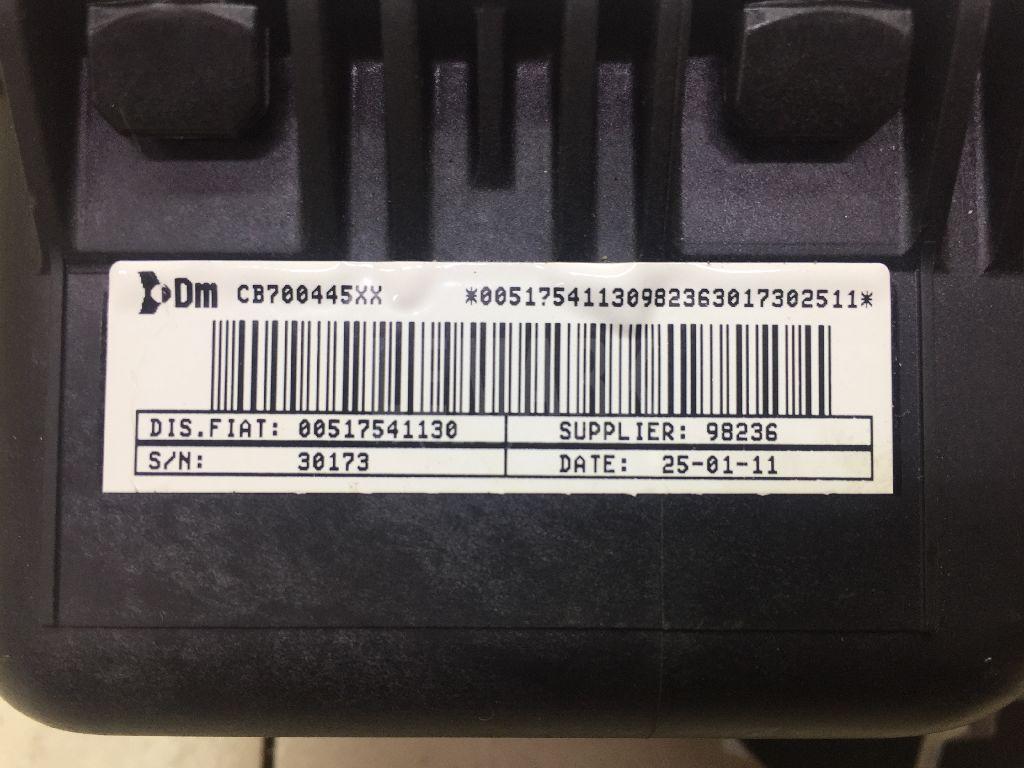 Dm CB700445XX *00517541130982363017302511*
DIS.FIAT: 00517541130 SUPPLIER: 98236
S/N: 30173 DATE: 25-01-11